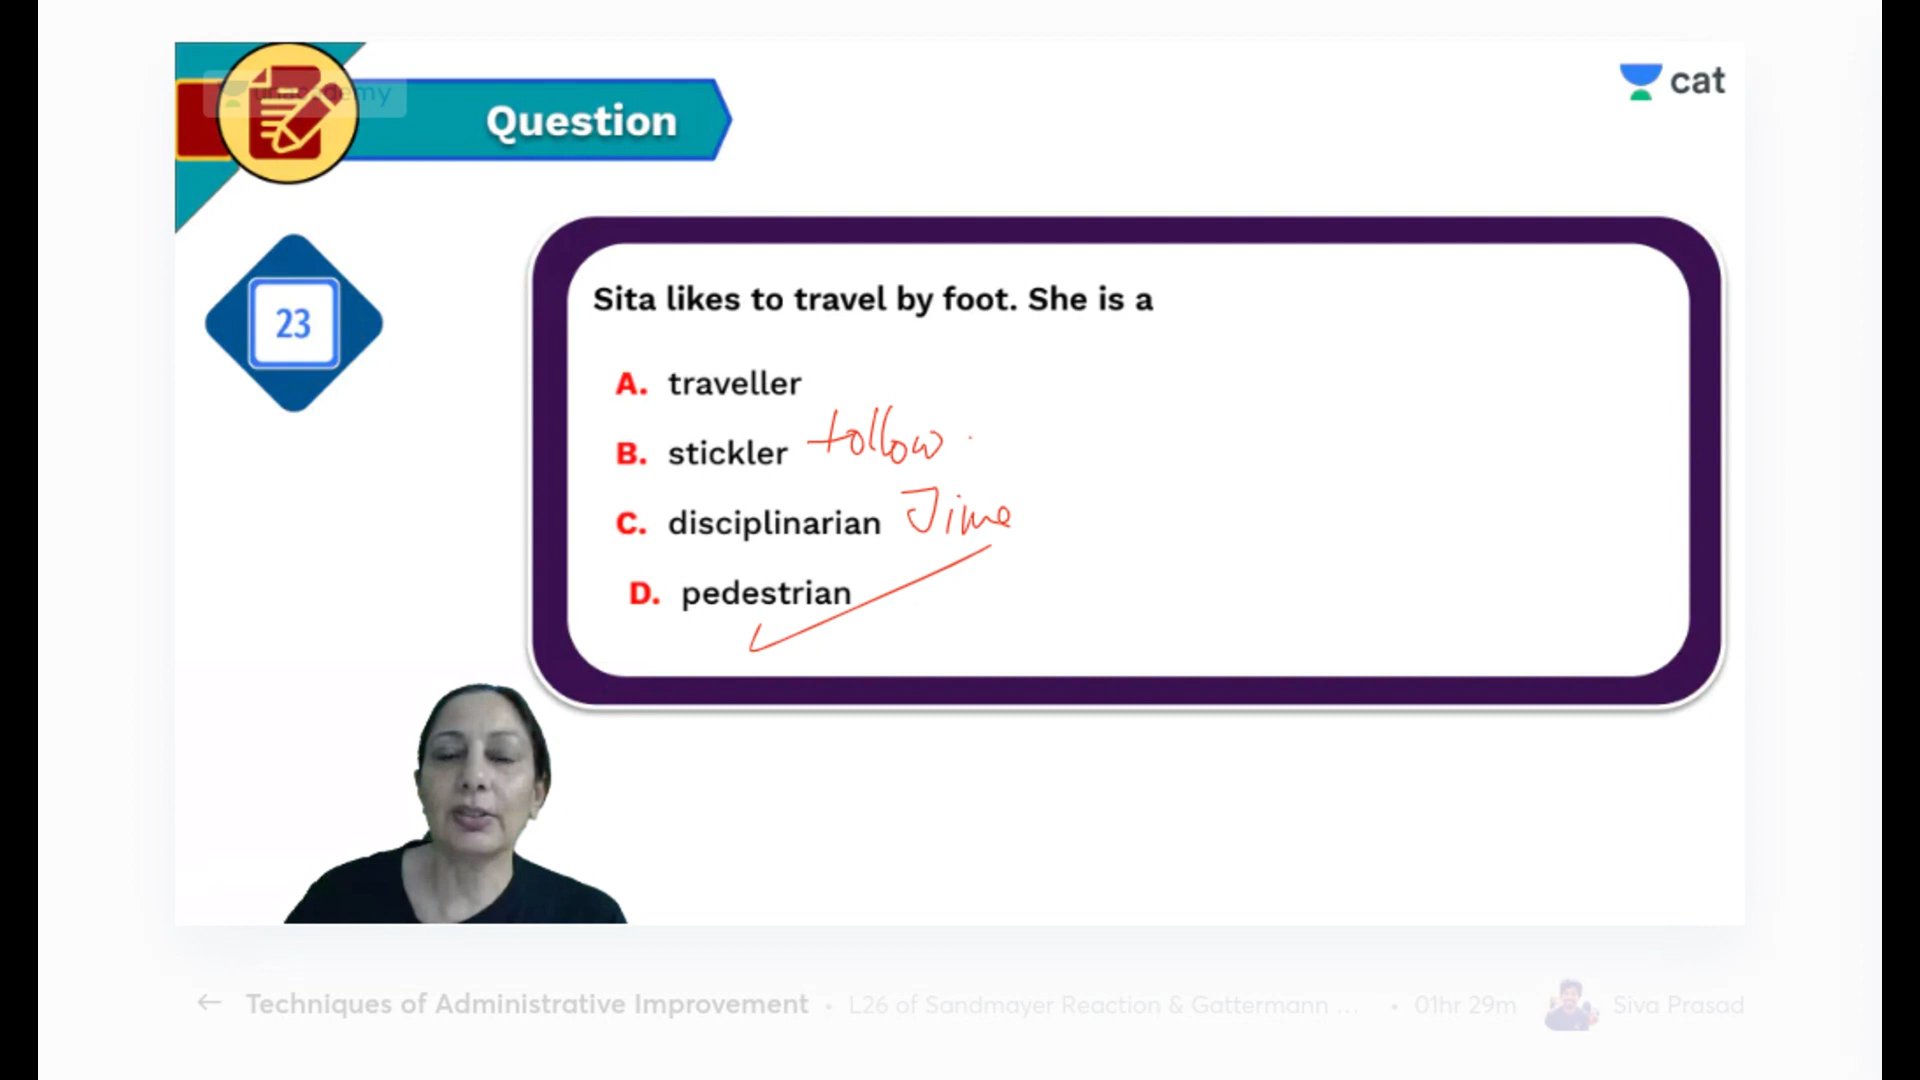 unacademy
Question
cat
23
Sita likes to travel by foot. She is a
A. traveller
B. stickler follow
C. disciplinarian Time
D. pedestrian
← Techniques of Administrative Improvement • L26 of Sandmayer Reaction & Gattermann ... • 01hr 29m Siva Prasad